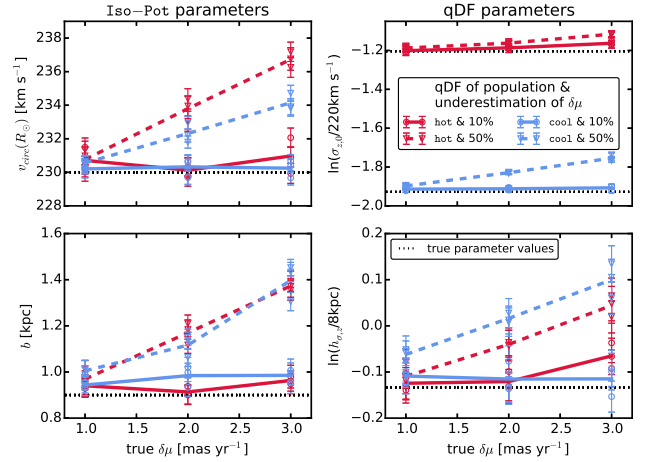 Iso−Pot parameters
qDF parameters
238
236
234
232
230
228
v_circ(R_⊙) [km s⁻¹]
−1.2
−1.4
−1.6
−1.8
−2.0
ln(σ_z,0/220km s⁻¹)
qDF of population &
underestimation of δμ
hot & 10% cool & 10%
hot & 50% cool & 50%
1.8
1.6
1.4
1.2
1.0
0.8
b [kpc]
1.0 1.5 2.0 2.5 3.0
true δμ [mas yr⁻¹]
true parameter values
0.2
0.1
0.0
−0.1
−0.2
ln(h_σ,z/8kpc)
1.0 1.5 2.0 2.5 3.0
true δμ [mas yr⁻¹]